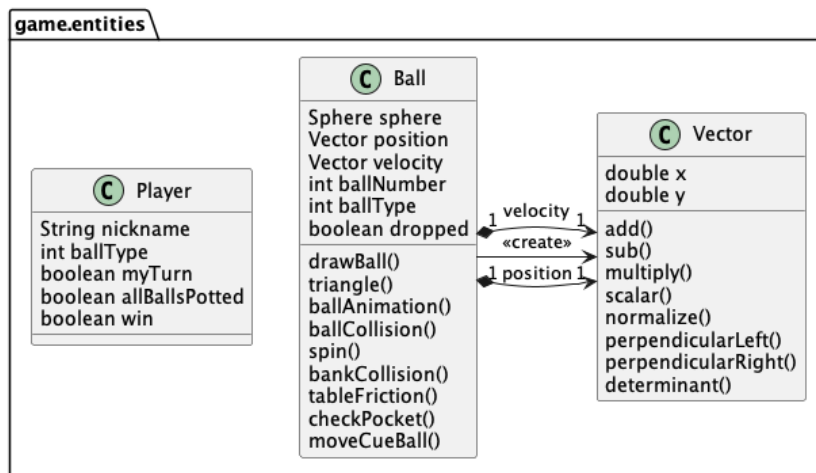 game.entities
C Player
String nickname
int ballType
boolean myTurn
boolean allBallsPotted
boolean win
C Ball
Sphere sphere
Vector position
Vector velocity
int ballNumber
int ballType
boolean dropped
drawBall()
triangle()
ballAnimation()
ballCollision()
spin()
bankCollision()
tableFriction()
checkPocket()
moveCueBall()
1 velocity 1
«create»
1 position 1
C Vector
double x
double y
add()
sub()
multiply()
scalar()
normalize()
perpendicularLeft()
perpendicularRight()
determinant()